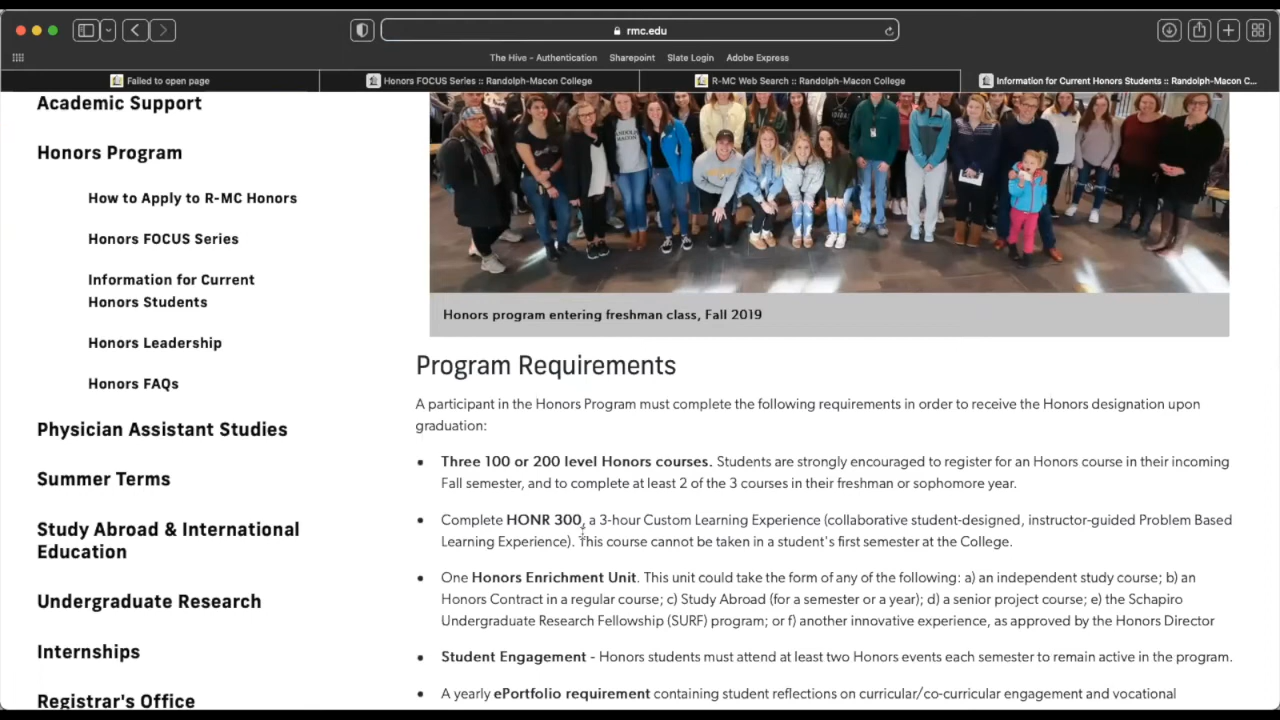 rmc.edu
The Hive - Authentication Sharepoint Slate Login Adobe Express
Failed to open page Honors FOCUS Series :: Randolph-Macon College R-MC Web Search :: Randolph-Macon College Information for Current Honors Students :: Randolph-Macon C...
Academic Support
Honors Program
How to Apply to R-MC Honors
Honors FOCUS Series
Information for Current
Honors Students
Honors Leadership
Honors FAQs
Physician Assistant Studies
Summer Terms
Study Abroad & International
Education
Undergraduate Research
Internships
Registrar's Office
Honors program entering freshman class, Fall 2019
Program Requirements
A participant in the Honors Program must complete the following requirements in order to receive the Honors designation upon
graduation:
• Three 100 or 200 level Honors courses. Students are strongly encouraged to register for an Honors course in their incoming
Fall semester, and to complete at least 2 of the 3 courses in their freshman or sophomore year.
• Complete HONR 300, a 3-hour Custom Learning Experience (collaborative student-designed, instructor-guided Problem Based
Learning Experience). This course cannot be taken in a student's first semester at the College.
• One Honors Enrichment Unit. This unit could take the form of any of the following: a) an independent study course; b) an
Honors Contract in a regular course; c) Study Abroad (for a semester or a year); d) a senior project course; e) the Schapiro
Undergraduate Research Fellowship (SURF) program; or f) another innovative experience, as approved by the Honors Director
• Student Engagement - Honors students must attend at least two Honors events each semester to remain active in the program.
• A yearly ePortfolio requirement containing student reflections on curricular/co-curricular engagement and vocational